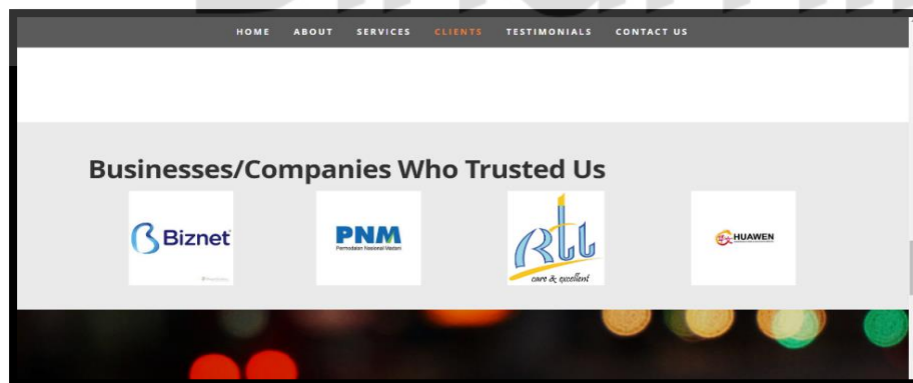 HOME ABOUT SERVICES CLIENTS TESTIMONIALS CONTACT US
Businesses/Companies Who Trusted Us
Biznet
PNM
Permodalan Nasional Madani
RLL
care & excellent
HUAWEN